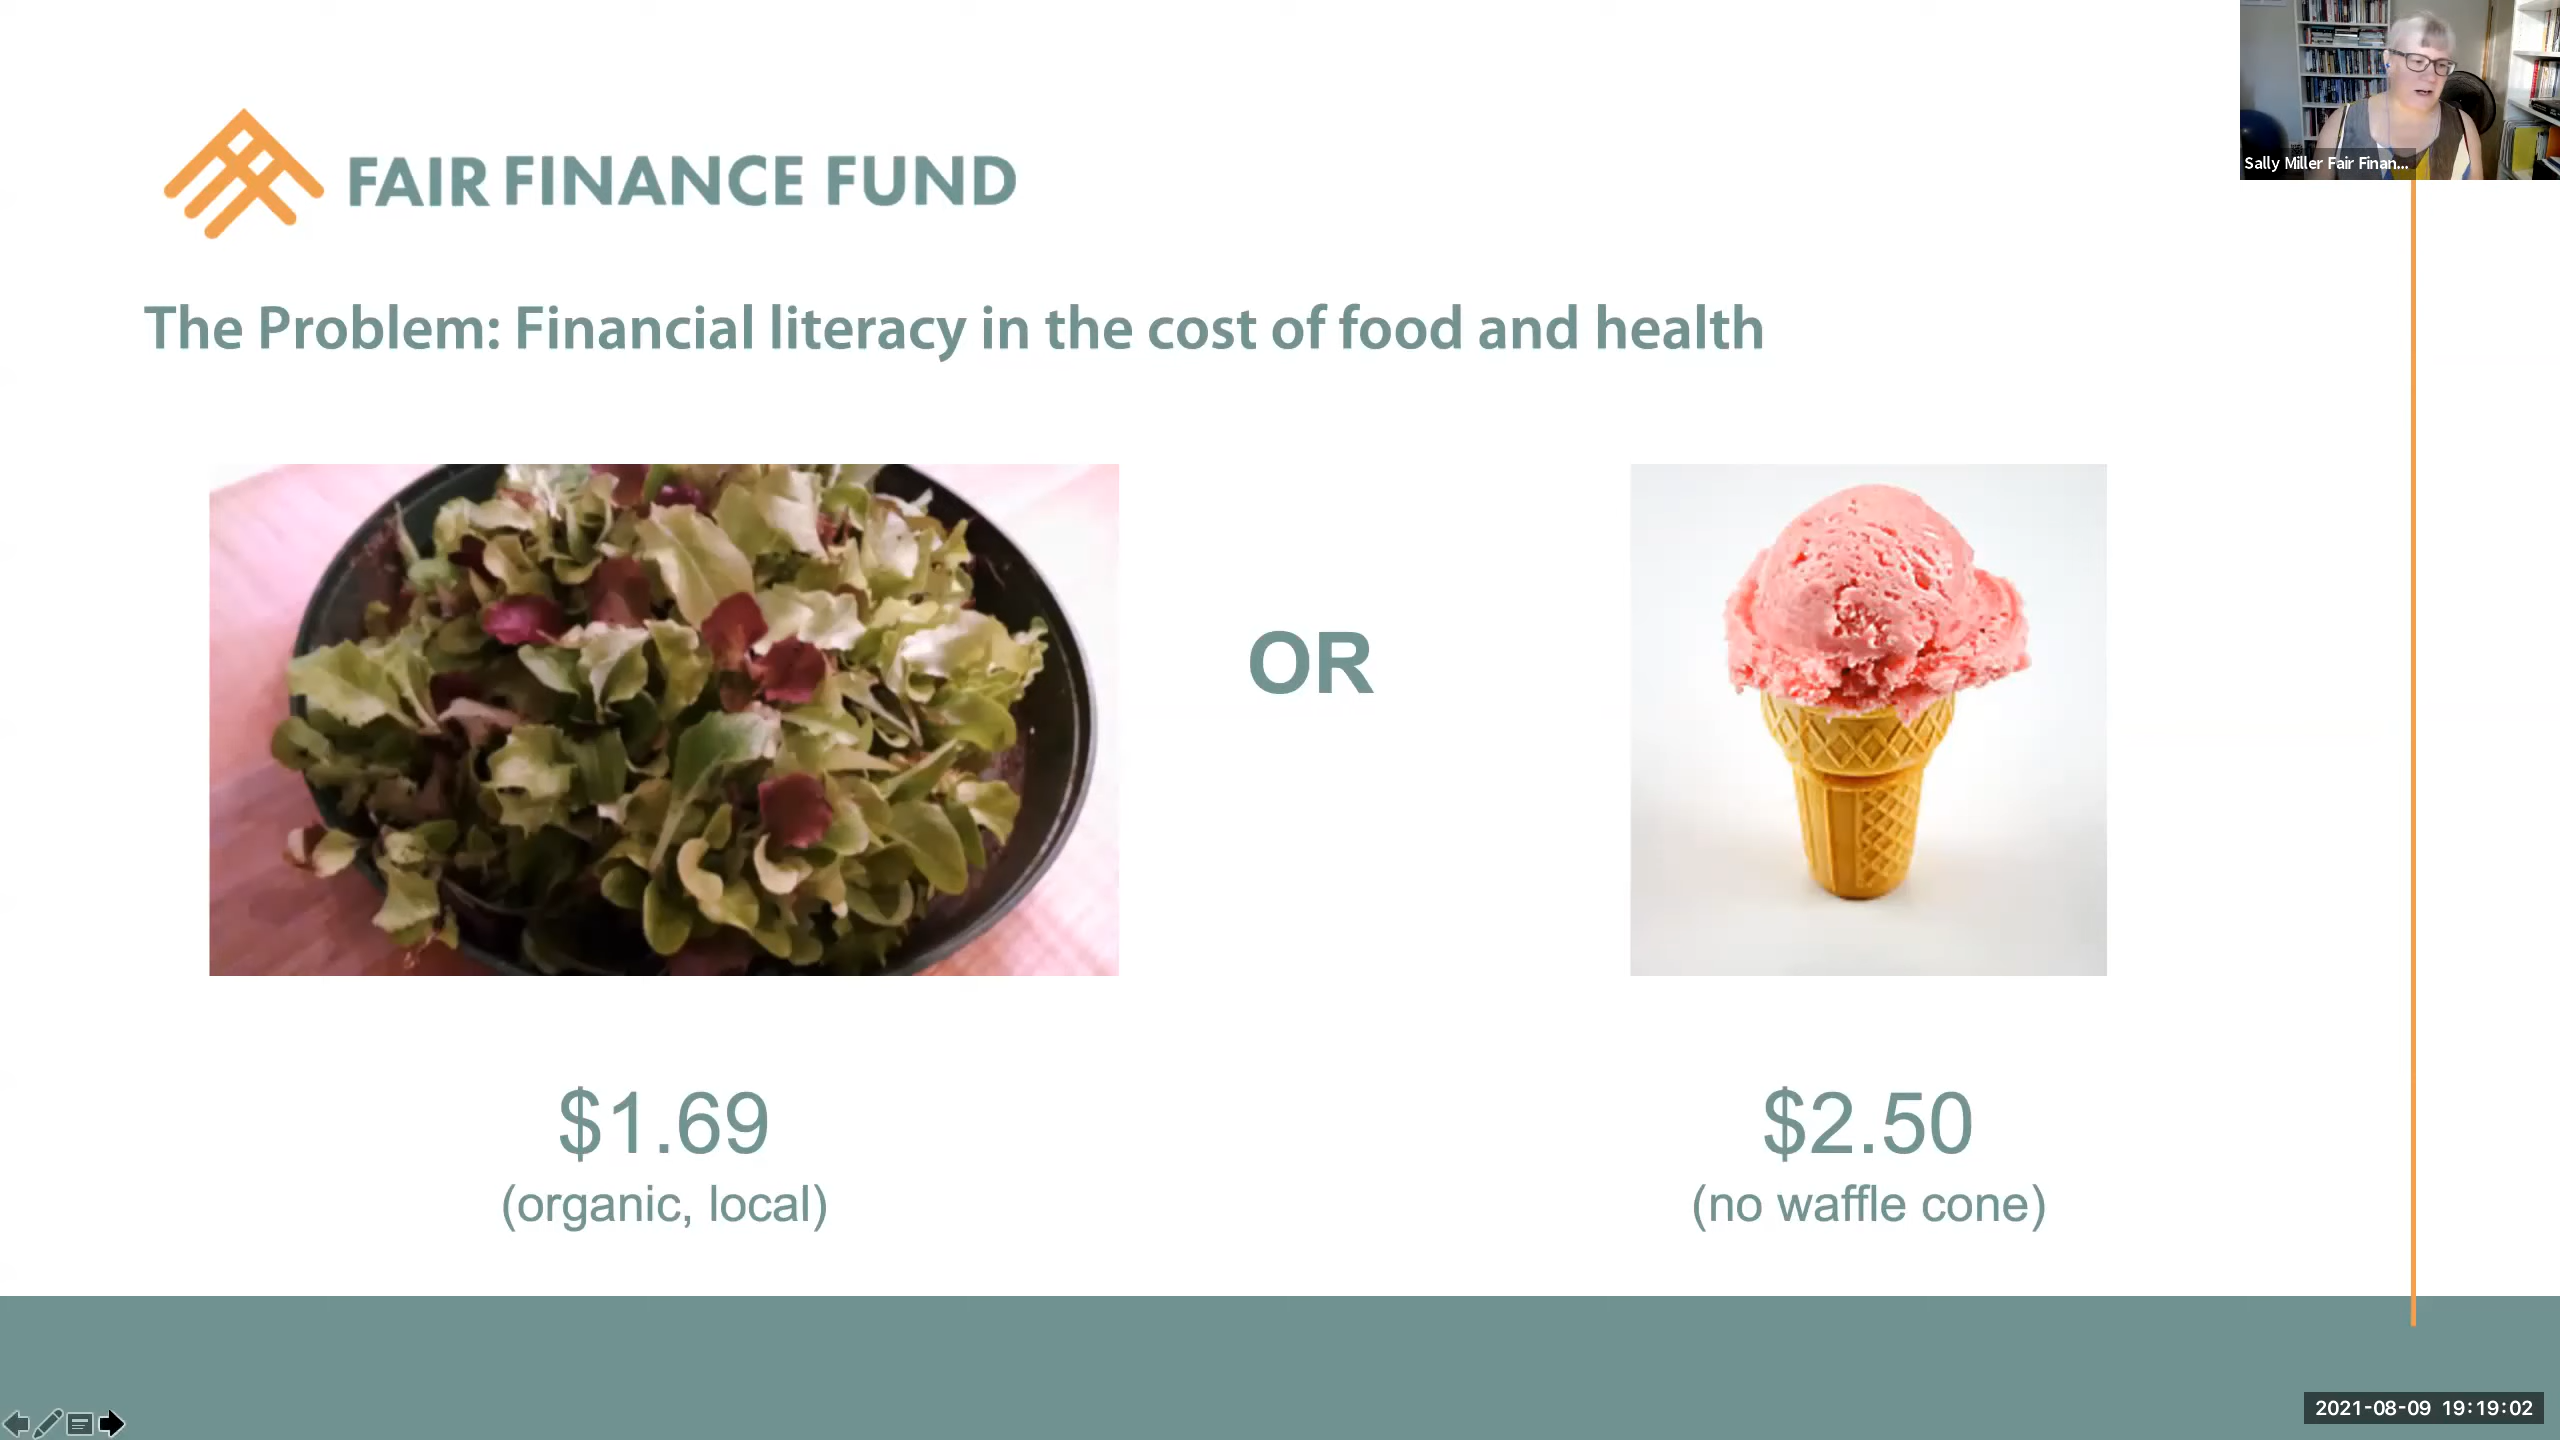 FAIR FINANCE FUND
Sally Miller Fair Finan...
The Problem: Financial literacy in the cost of food and health
OR
$1.69
(organic, local)
$2.50
(no waffle cone)
2021-08-09 19:19:02